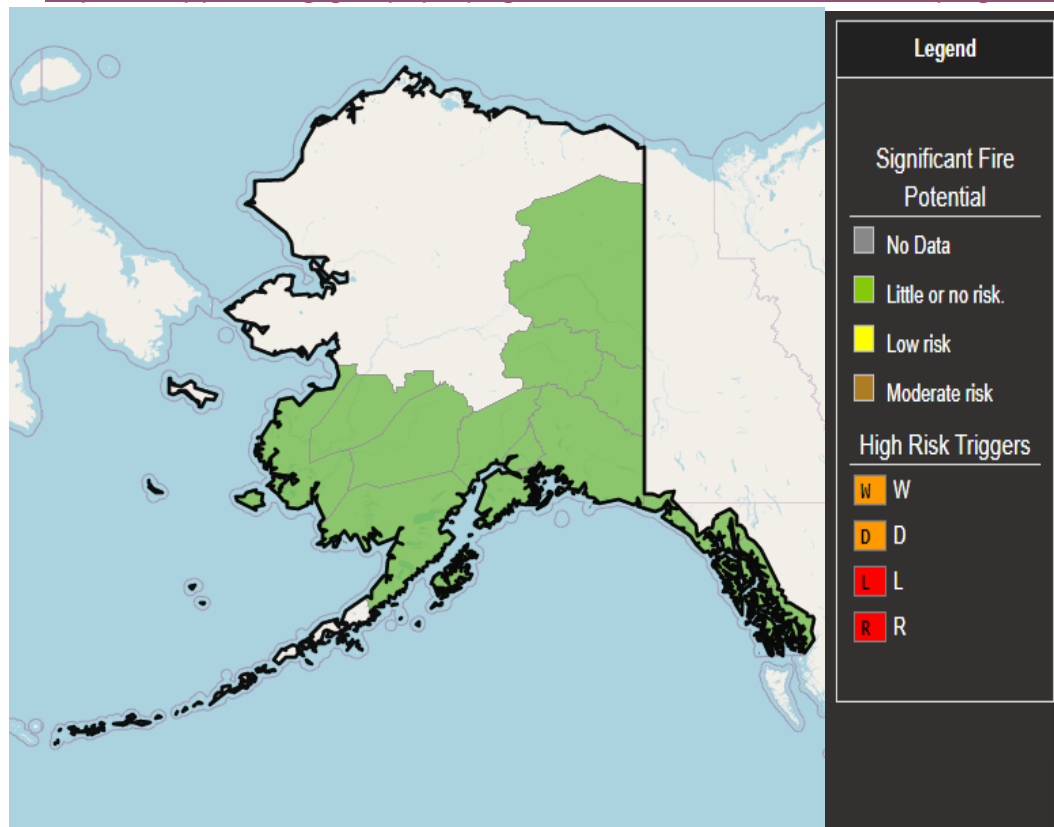 Legend
Significant Fire
Potential
No Data
Little or no risk.
Low risk
Moderate risk
High Risk Triggers
W W
D D
L L
R R